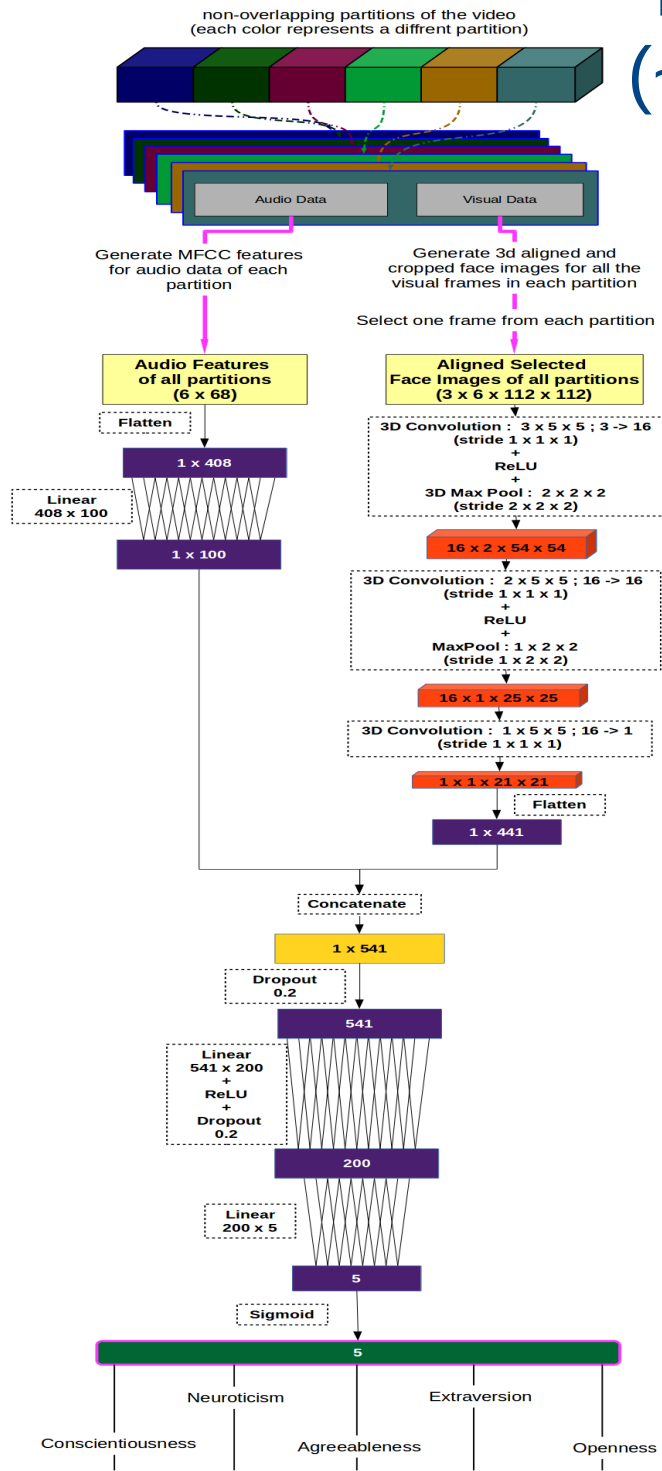 non-overlapping partitions of the video
(each color represents a diffrent partition)
Audio Data
Visual Data
Generate MFCC features
for audio data of each
partition
Generate 3d aligned and
cropped face images for all the
visual frames in each partition
Select one frame from each partition
Audio Features
of all partitions
(6 x 68)
Aligned Selected
Face Images of all partitions
(3 x 6 x 112 x 112)
Flatten
1 x 408
Linear
408 x 100
1 x 100
3D Convolution : 3 x 5 x 5 ; 3 -> 16
(stride 1 x 1 x 1)
+
ReLU
+
3D Max Pool : 2 x 2 x 2
(stride 2 x 2 x 2)
16 x 2 x 54 x 54
3D Convolution : 2 x 5 x 5 ; 16 -> 16
(stride 1 x 1 x 1)
+
ReLU
+
MaxPool : 1 x 2 x 2
(stride 1 x 2 x 2)
16 x 1 x 25 x 25
3D Convolution : 1 x 5 x 5 ; 16 -> 1
(stride 1 x 1 x 1)
1 x 1 x 21 x 21
Flatten
1 x 441
Concatenate
1 x 541
Dropout
0.2
541
Linear
541 x 200
+
ReLU
+
Dropout
0.2
200
Linear
200 x 5
5
Sigmoid
5
Neuroticism
Extraversion
Conscientiousness
Agreeableness
Openness